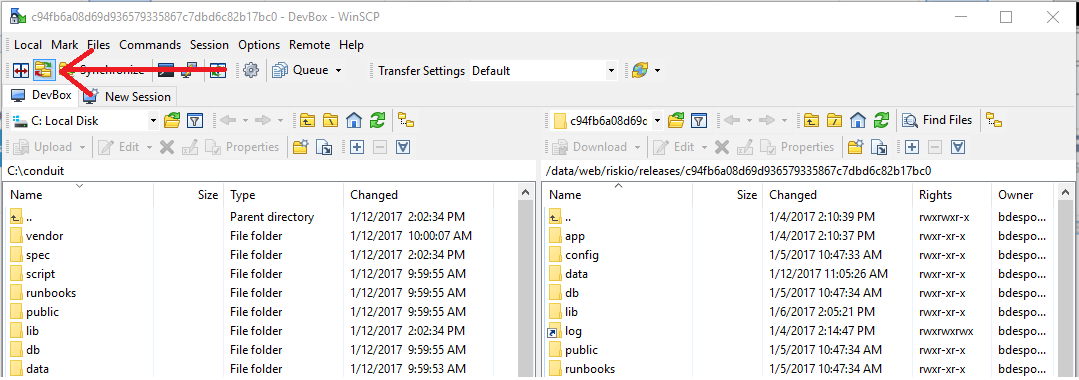 c94fb6a08d69d936579335867c7dbd6c82b17bc0 - DevBox - WinSCP
Local Mark Files Commands Session Options Remote Help
Synchronize Queue Transfer Settings Default
DevBox New Session
C: Local Disk c94fb6a08d69c Find Files
Upload Edit Properties Download Edit Properties
C:\conduit /data/web/riskio/releases/c94fb6a08d69d936579335867c7dbd6c82b17bc0
Name Size Type Changed Name Size Changed Rights Owner
.. Parent directory 1/12/2017 2:02:34 PM .. 1/4/2017 2:10:39 PM rwxrwxr-x bdespo...
vendor File folder 1/12/2017 10:00:07 AM app 1/4/2017 2:10:37 PM rwxr-xr-x bdespo...
spec File folder 1/12/2017 2:02:34 PM config 1/5/2017 10:47:33 AM rwxr-xr-x bdespo...
script File folder 1/12/2017 9:59:55 AM data 1/12/2017 11:05:26 AM rwxr-xr-x bdespo...
runbooks File folder 1/12/2017 9:59:55 AM db 1/5/2017 10:47:34 AM rwxr-xr-x bdespo...
public File folder 1/12/2017 9:59:55 AM lib 1/6/2017 2:05:21 PM rwxr-xr-x bdespo...
lib File folder 1/12/2017 2:02:34 PM log 1/4/2017 2:14:47 PM rwxrwxrwx bdespo...
db File folder 1/12/2017 9:59:55 AM public 1/5/2017 10:47:34 AM rwxr-xr-x bdespo...
data File folder 1/12/2017 9:59:53 AM runbooks 1/5/2017 10:47:34 AM rwxr-xr-x bdespo...